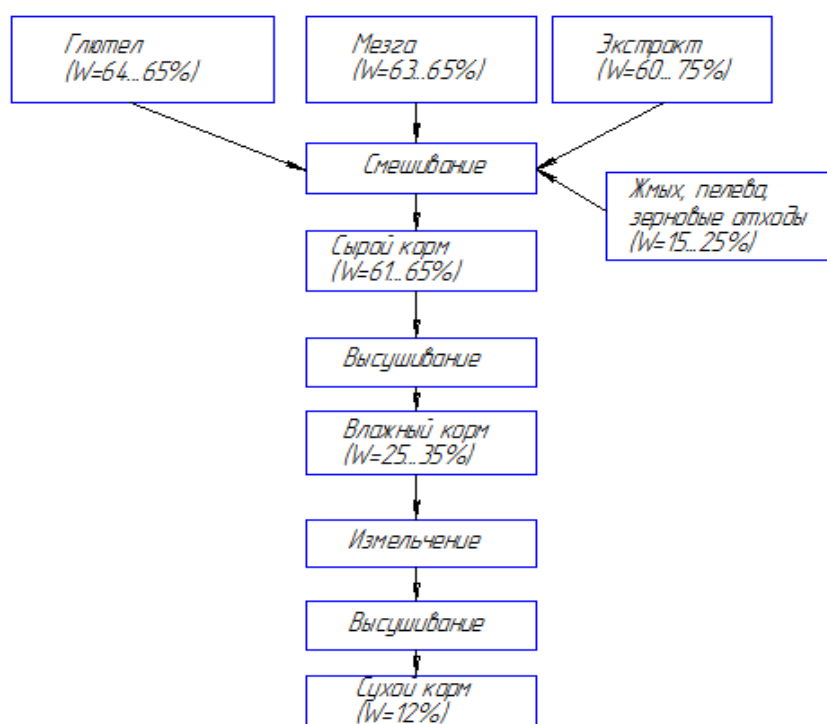 Глютел
(W=64...65%)
Мезга
(W=63..65%)
Экстракт
(W=60...75%)
Смешивание
Жмых, пелева,
зерновые отходы
(W=15...25%)
Сырой корм
(W=61...65%)
Высушивание
Влажный корм
(W=25...35%)
Измельчение
Высушивание
Сухой корм
(W=12%)